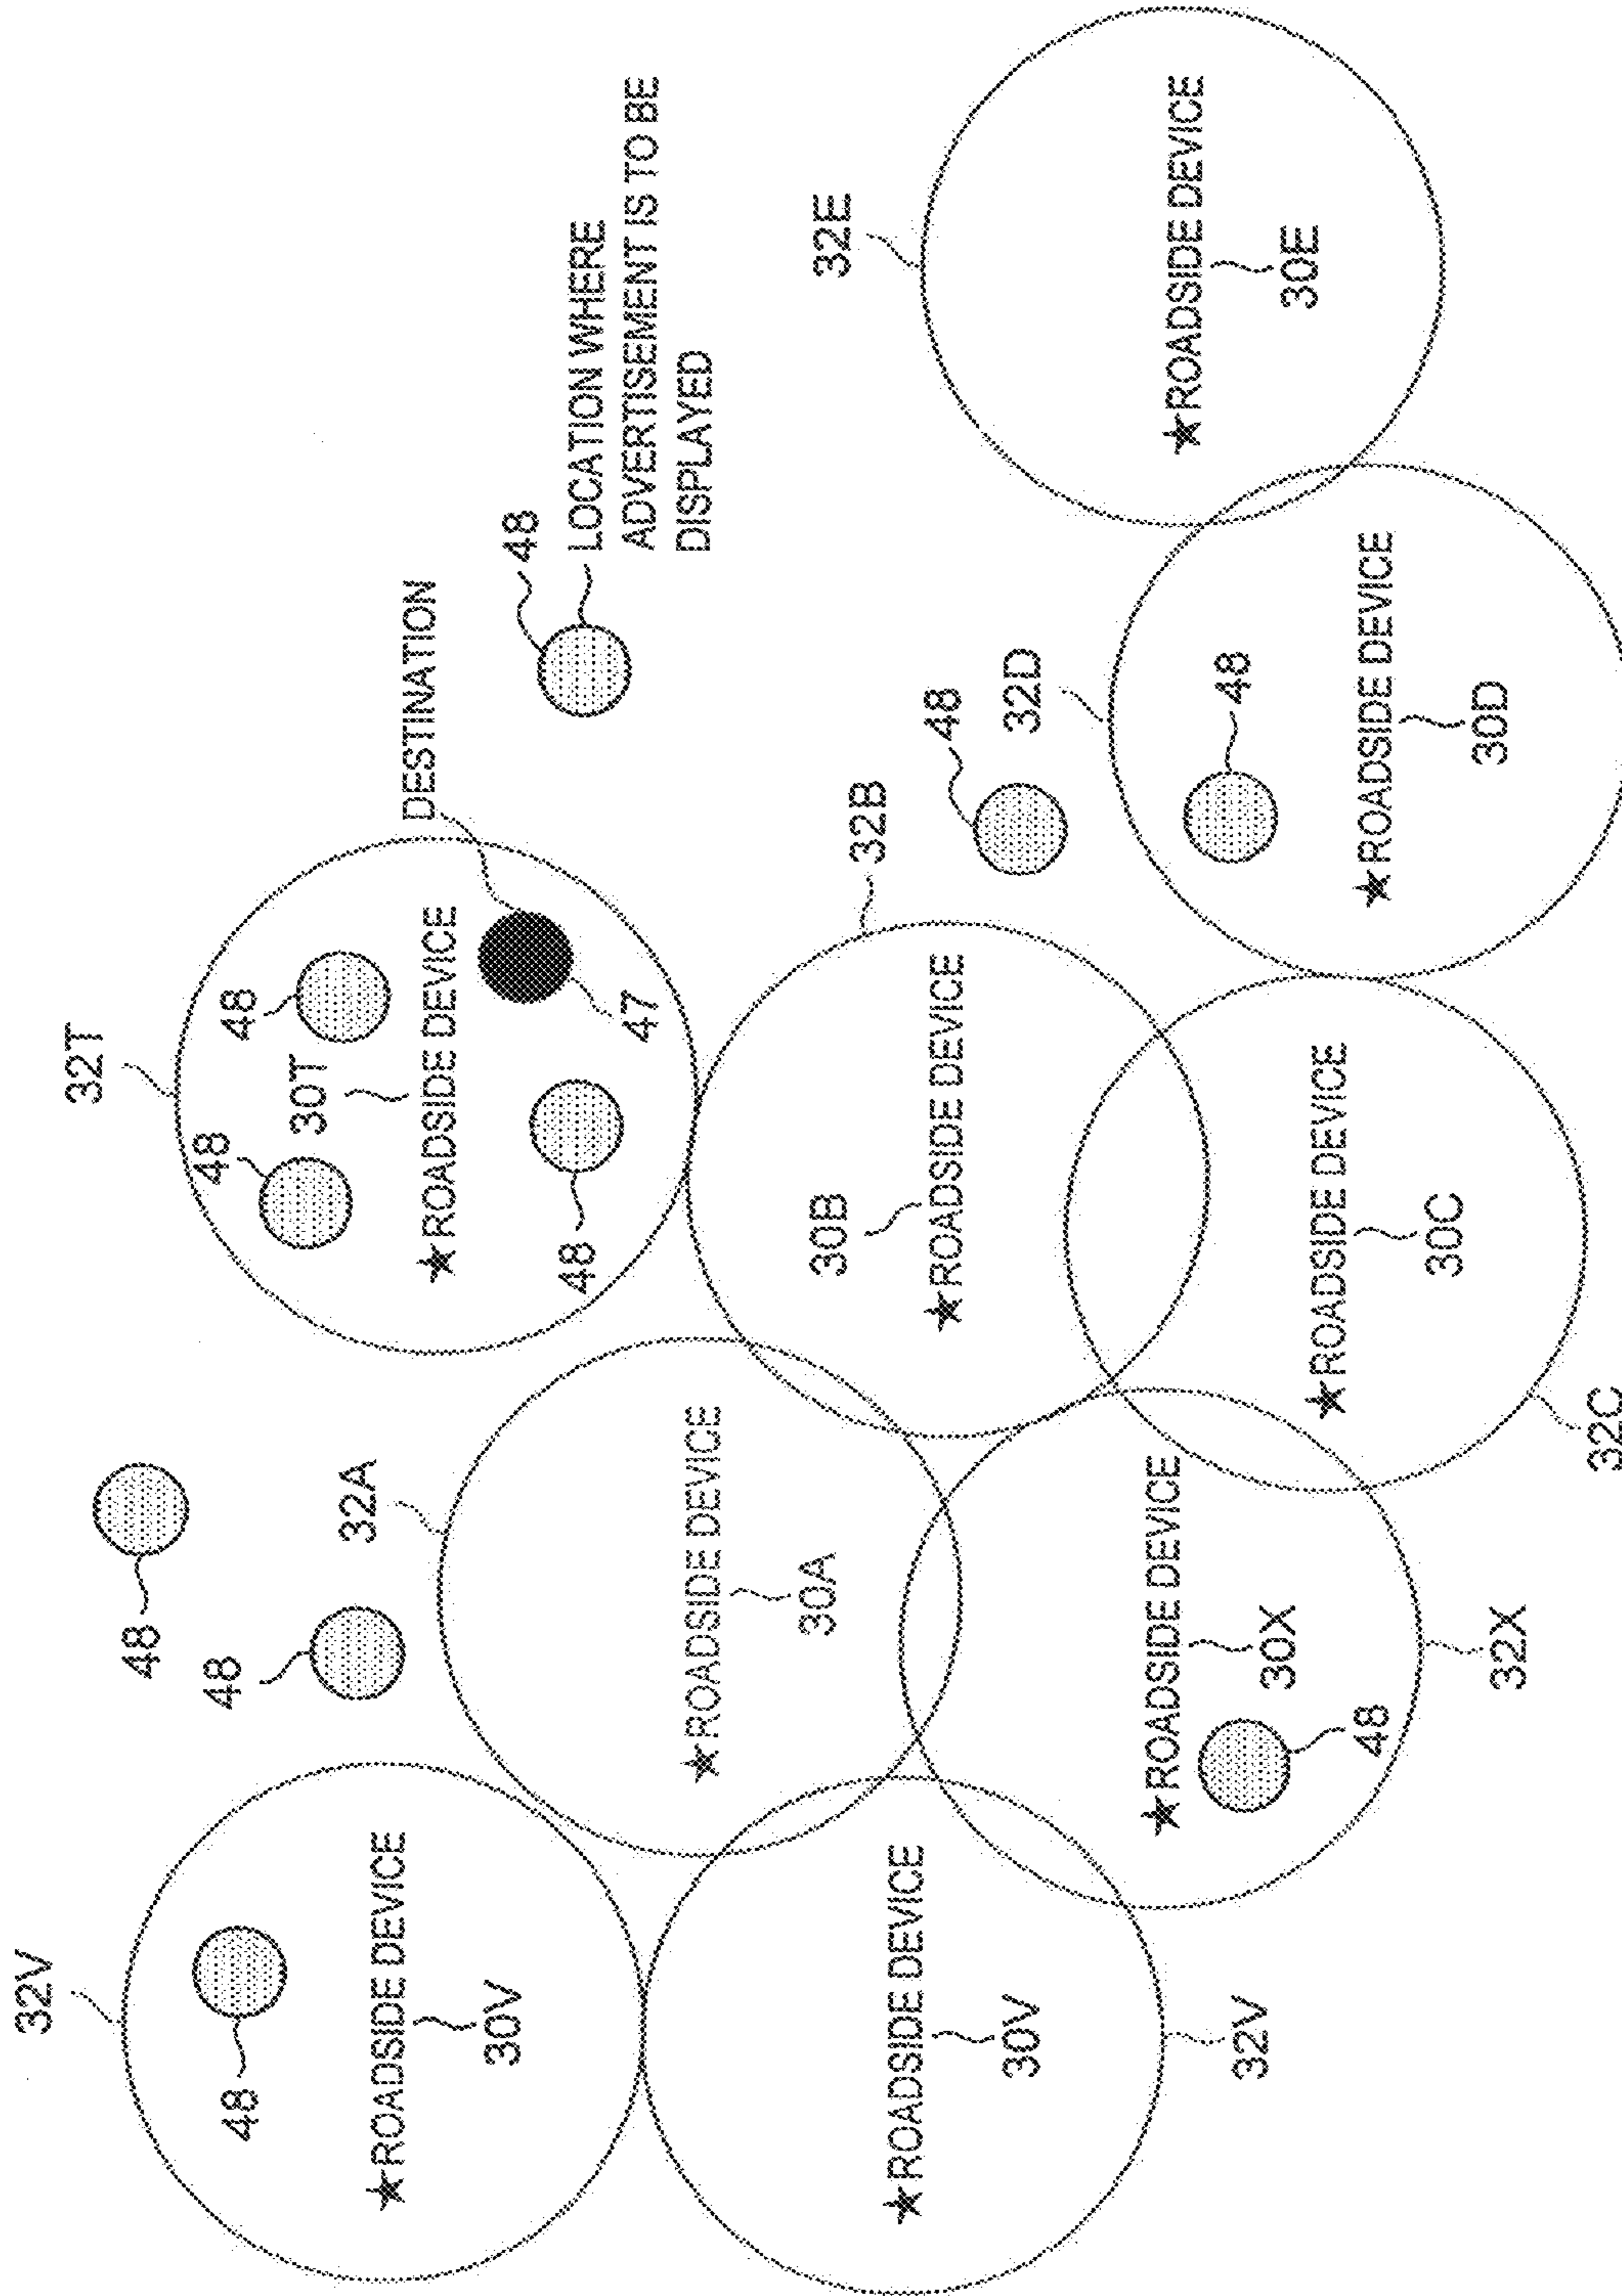 32V
32T
48
48
48
48
48
30T
32A
★ROADSIDE DEVICE
DESTINATION
★ROADSIDE DEVICE
30V
48
48
LOCATION WHERE
ADVERTISEMENT IS TO BE
DISPLAYED
47
★ROADSIDE DEVICE
30A
30B
32E
32B
★ROADSIDE DEVICE
★ROADSIDE DEVICE
48
30V
32D
★ROADSIDE DEVICE
★ROADSIDE DEVICE
48
32V
30X
30E
★ROADSIDE DEVICE
48
★ROADSIDE DEVICE
30C
30D
32X
32C